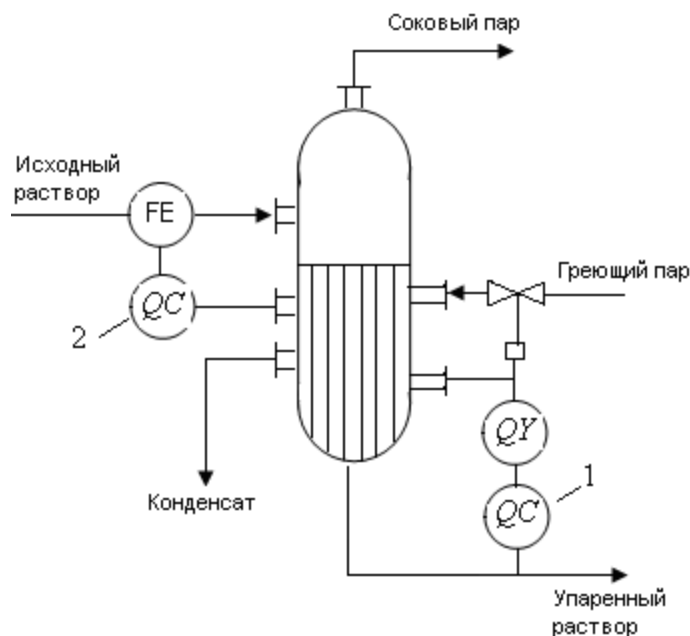 Соковый пар
Исходный
раствор
FE
Греющий пар
QC
2
QY
1
QC
Конденсат
Упаренный
раствор